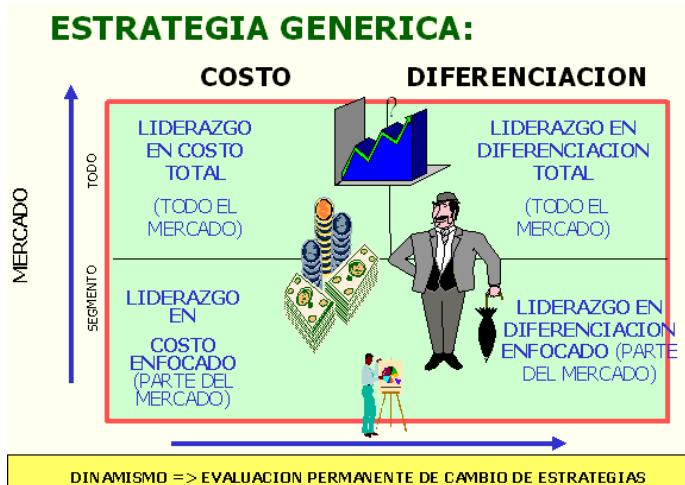 ESTRATEGIA GENERICA:
COSTO
DIFERENCIACION
MERCADO
TODO
LIDERAZGO
EN COSTO
TOTAL
(TODO EL
MERCADO)
?
LIDERAZGO EN
DIFERENCIACION
TOTAL
(TODO EL
MERCADO)
SEGMENTO
LIDERAZGO
EN
COSTO
ENFOCADO
(PARTE DEL
MERCADO)
LIDERAZGO EN
DIFERENCIACION
ENFOCADO (PARTE
DEL MERCADO)
DINAMISMO => EVALUACION PERMANENTE DE CAMBIO DE ESTRATEGIAS